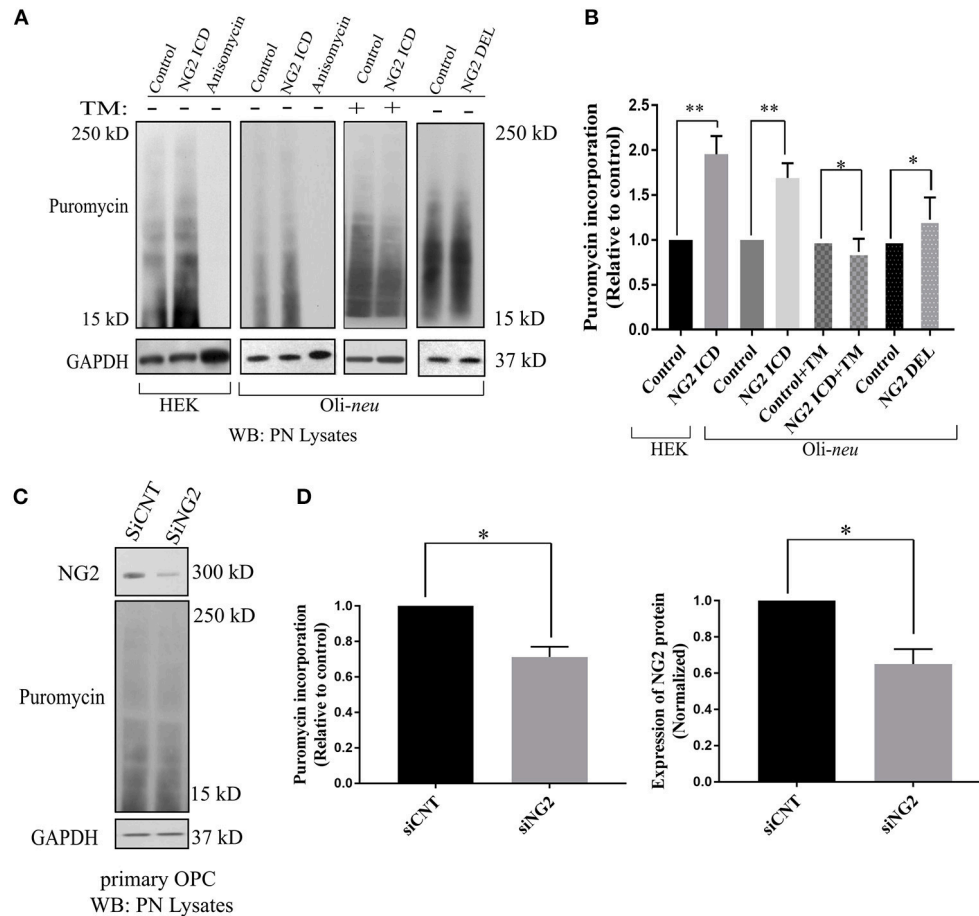 A
Control NG2 ICD Anisomycin Control NG2 ICD Anisomycin Control NG2 ICD Control NG2 DEL
TM: - - - - - - + + - -
250 kD 250 kD
Puromycin
15 kD 15 kD
GAPDH 37 kD
HEK Oli-neu
WB: PN Lysates
B
Puromycin incorporation
(Relative to control)
2.5
2.0
1.5
1.0
0.5
0.0
** ** * *
Control NG2 ICD Control NG2 ICD Control+TM NG2 ICD+TM Control NG2 DEL
HEK Oli-neu
C
SiCNT SiNG2
NG2 300 kD
250 kD
Puromycin
15 kD
GAPDH 37 kD
primary OPC
WB: PN Lysates
D
Puromycin incorporation
(Relative to control)
1.0
0.8
0.6
0.4
0.2
0.0
*
siCNT siNG2
Expression of NG2 protein
(Normalized)
1.0
0.8
0.6
0.4
0.2
0.0
*
siCNT siNG2